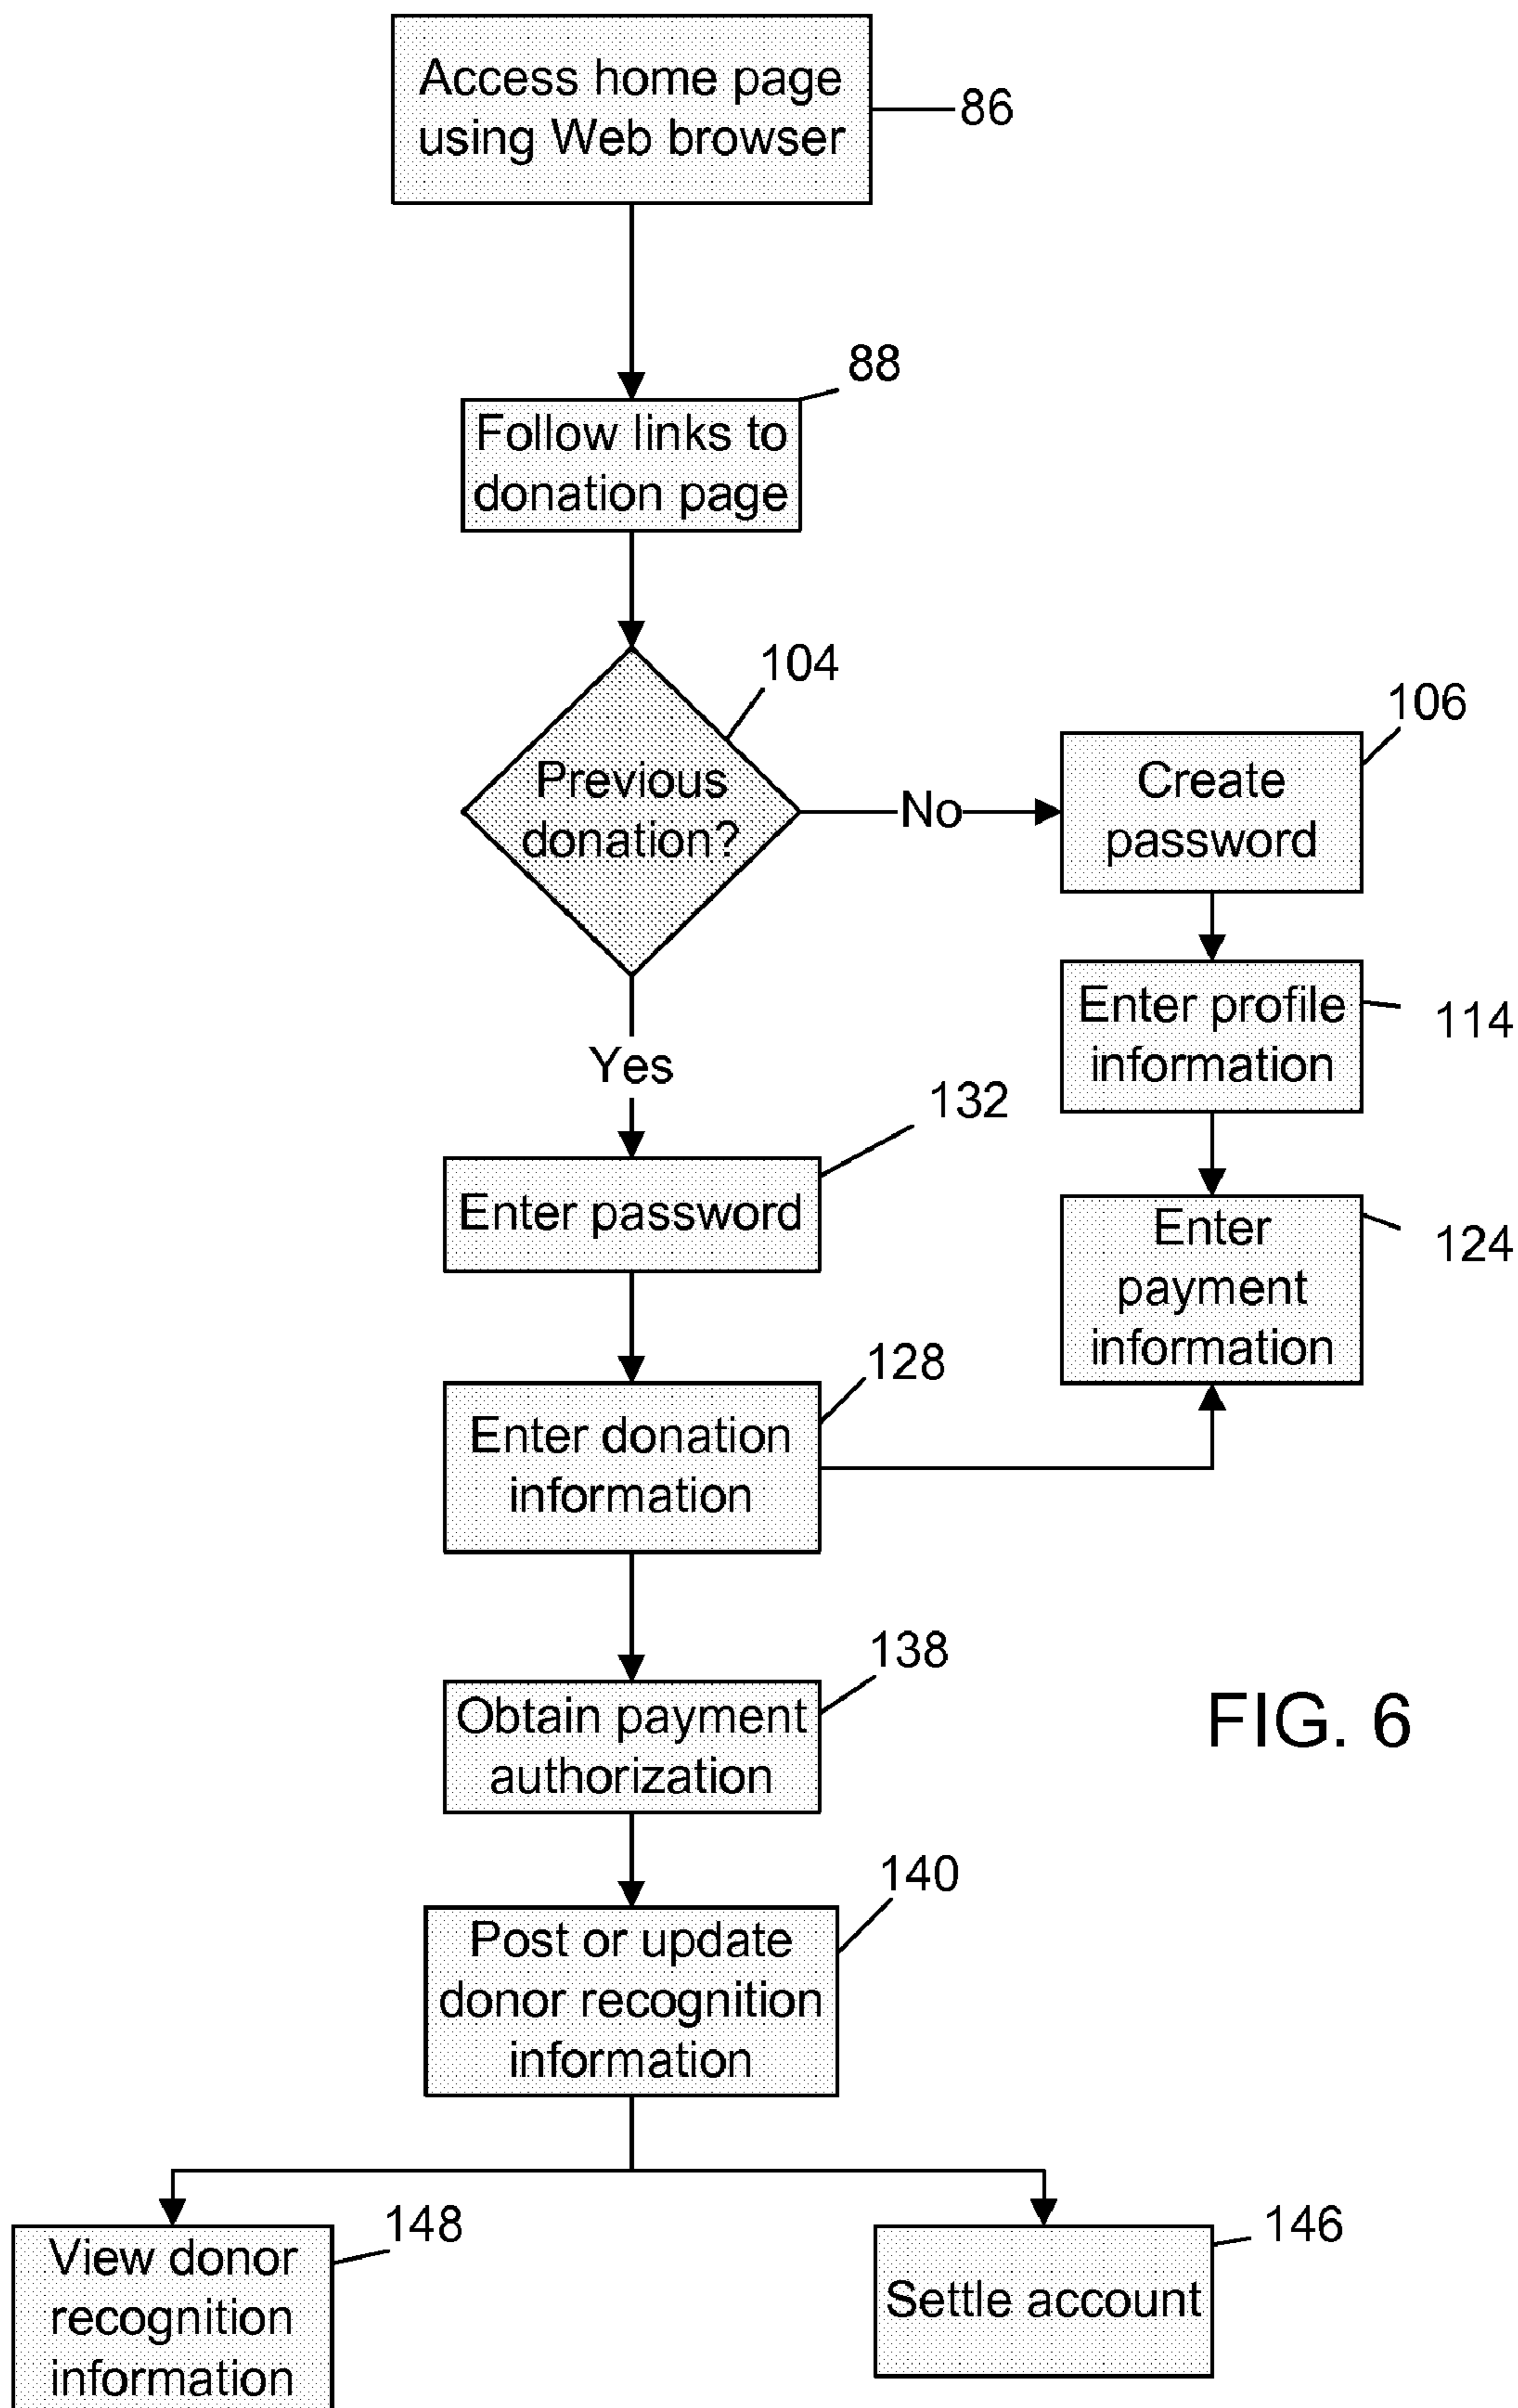 Access home page
using Web browser
86
88
Follow links to
donation page
104
Previous
donation?
No
106
Create
password
Enter profile
information
114
Yes
132
Enter password
Enter
payment
information
124
128
Enter donation
information
138
Obtain payment
authorization
FIG. 6
140
Post or update
donor recognition
information
148
View donor
recognition
information
146
Settle account